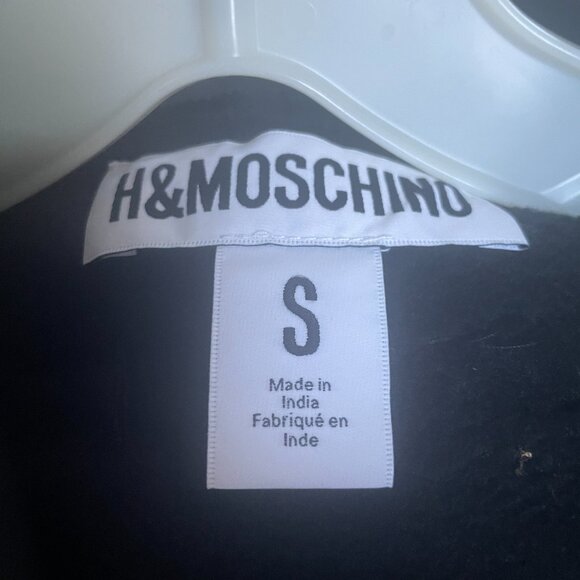 H&MOSCHINO
S
Made in
India
Fabriqué en
Inde